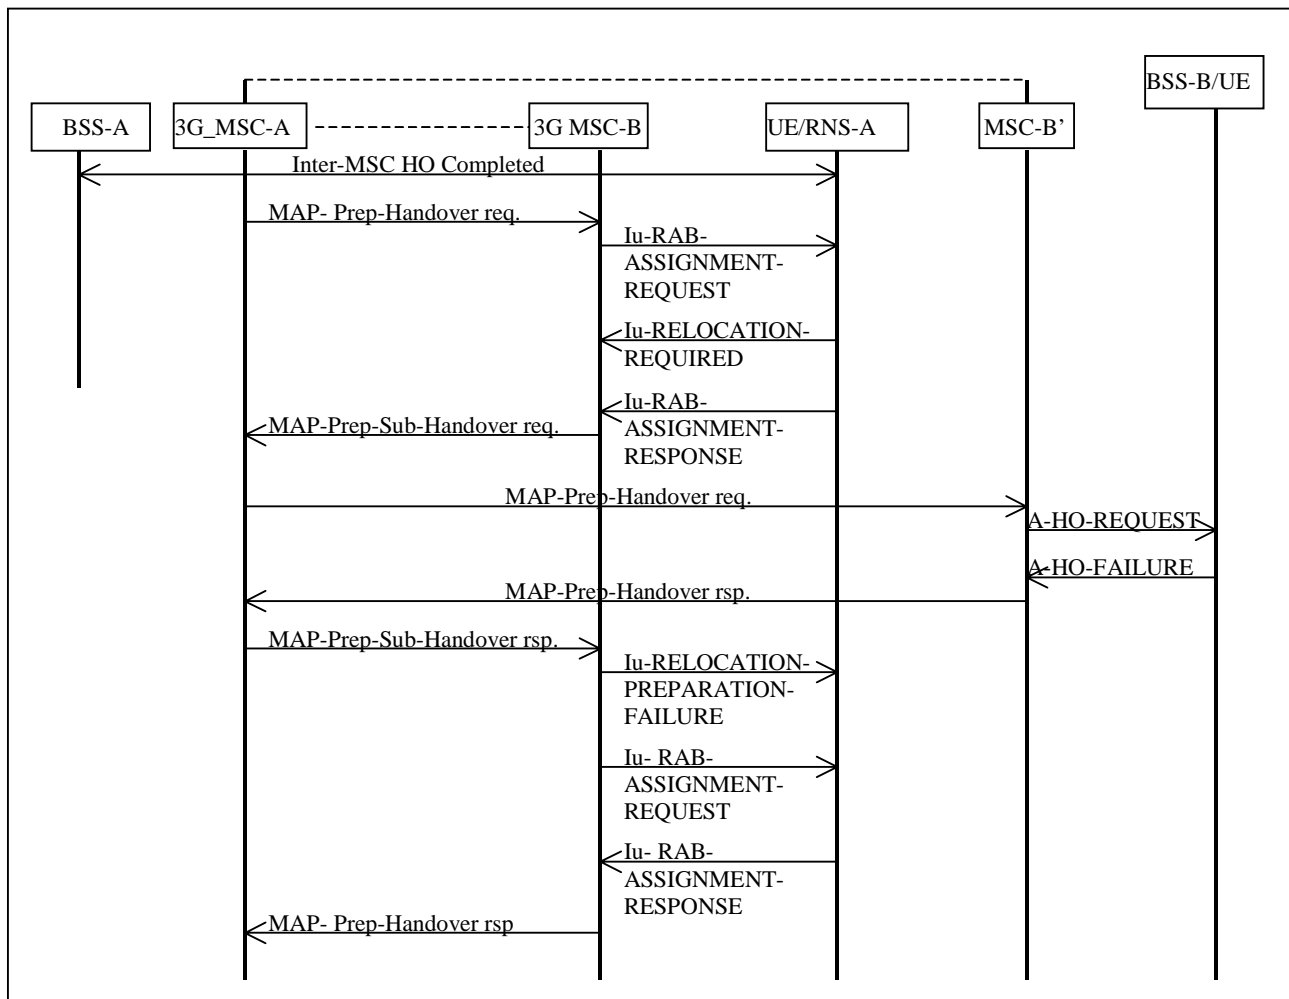 BSS-B/UE
BSS-A
3G_MSC-A
3G MSC-B
UE/RNS-A
MSC-B’
Inter-MSC HO Completed
MAP- Prep-Handover req.
Iu-RAB-
ASSIGNMENT-
REQUEST
Iu-RELOCATION-
REQUIRED
Iu-RAB-
ASSIGNMENT-
RESPONSE
MAP-Prep-Sub-Handover req.
MAP-Prep-Handover req.
A-HO-REQUEST
A-HO-FAILURE
MAP-Prep-Handover rsp.
MAP-Prep-Sub-Handover rsp.
Iu-RELOCATION-
PREPARATION-
FAILURE
Iu- RAB-
ASSIGNMENT-
REQUEST
Iu- RAB-
ASSIGNMENT-
RESPONSE
MAP- Prep-Handover rsp